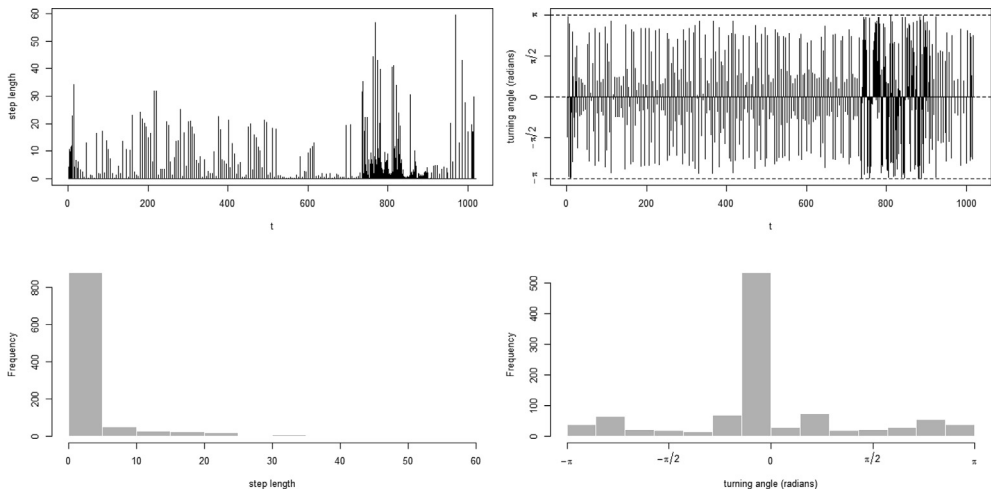 step length
60
50
40
30
20
10
0
0 200 400 600 800 1000
t
turning angle (radians)
π
π/2
0
−π/2
−π
0 200 400 600 800 1000
t
Frequency
800
600
400
200
0
0 10 20 30 40 50 60
step length
Frequency
500
400
300
200
100
0
−π −π/2 0 π/2 π
turning angle (radians)